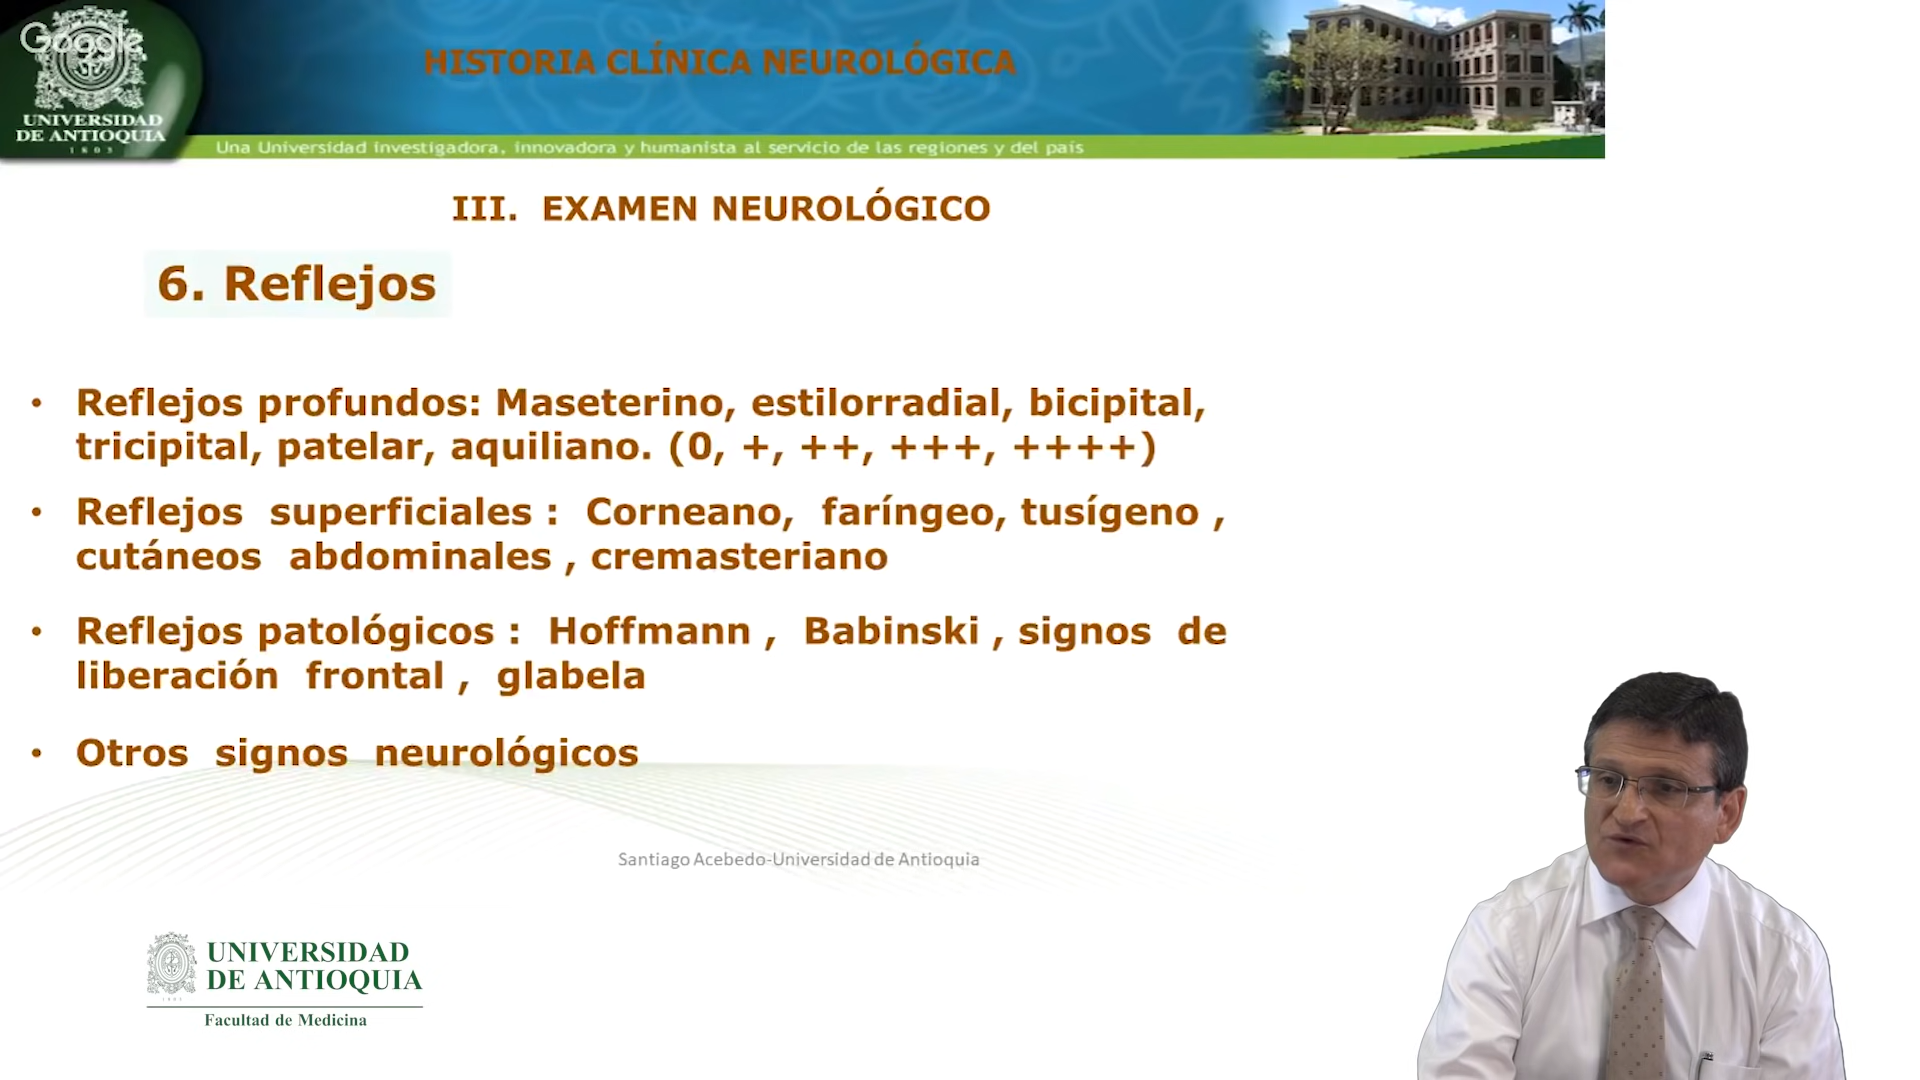 Google
UNIVERSIDAD
DE ANTIOQUIA
1803
HISTORIA CLÍNICA NEUROLÓGICA
Una Universidad investigadora, innovadora y humanista al servicio de las regiones y del país
III. EXAMEN NEUROLÓGICO
6. Reflejos
• Reflejos profundos: Maseterino, estilorradial, bicipital,
tricipital, patelar, aquiliano. (0, +, ++, +++, ++++)
• Reflejos superficiales : Corneano, faríngeo, tusígeno ,
cutáneos abdominales , cremasteriano
• Reflejos patológicos : Hoffmann , Babinski , signos de
liberación frontal , glabela
• Otros signos neurológicos
Santiago Acebedo-Universidad de Antioquia
UNIVERSIDAD
DE ANTIOQUIA
Facultad de Medicina